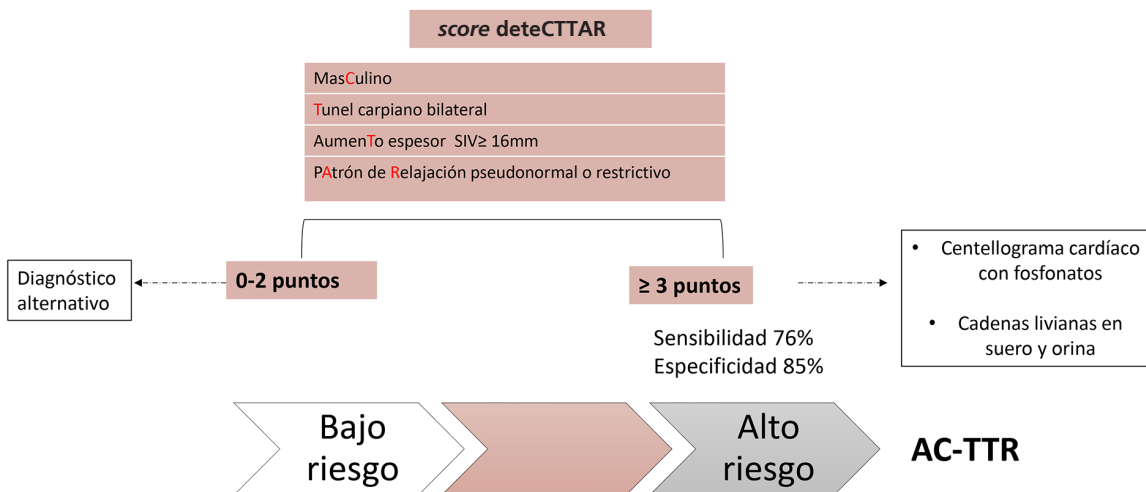 score deteCTTAR
MasCulino
Tunel carpiano bilateral
AumenTo espesor SIV≥ 16mm
PAtrón de Relajación pseudonormal o restrictivo
Diagnóstico
alternativo
0-2 puntos
≥ 3 puntos
Sensibilidad 76%
Especificidad 85%
• Centellograma cardíaco
con fosfonatos
• Cadenas livianas en
suero y orina
Bajo
riesgo
Alto
riesgo
AC-TTR